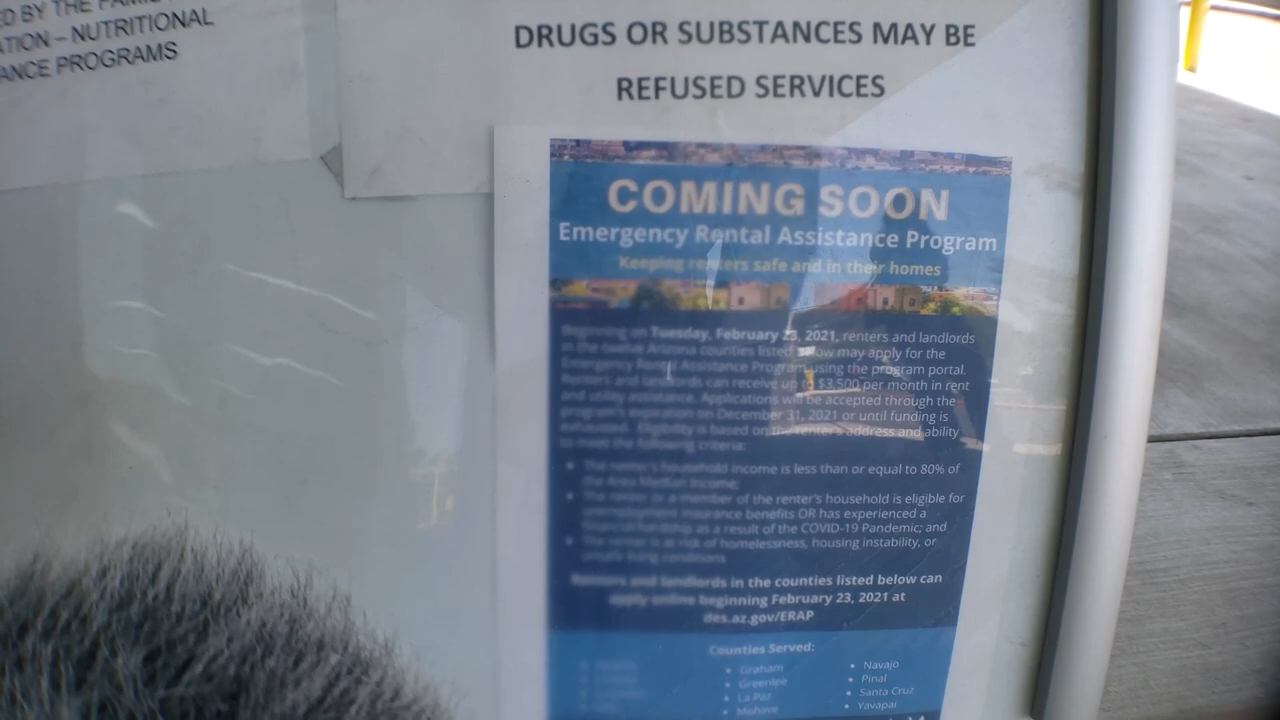 D BY THE FAMI
ATION – NUTRITIONAL
ANCE PROGRAMS
DRUGS OR SUBSTANCES MAY BE
REFUSED SERVICES
COMING SOON
Emergency Rental Assistance Program
Keeping renters safe and in their homes
Beginning on Tuesday, February 23, 2021, renters and landlords
in the twelve Arizona counties listed below may apply for the
Emergency Rental Assistance Program using the program portal.
Renters and landlords can receive up to $3,500 per month in rent
and utility assistance. Applications will be accepted through the
program's expiration on December 31, 2021 or until funding is
exhausted. Eligibility is based on the renter's address and ability
to meet the following criteria:
• The renter's household income is less than or equal to 80% of
the Area Median Income;
• The renter or a member of the renter's household is eligible for
unemployment insurance benefits OR has experienced a
financial hardship as a result of the COVID-19 Pandemic; and
• The renter is at risk of homelessness, housing instability, or
unsafe living conditions
Renters and landlords in the counties listed below can
apply online beginning February 23, 2021 at
des.az.gov/ERAP
Counties Served:
• Graham
• Greenlee
• La Paz
• Mohave
• Navajo
• Pinal
• Santa Cruz
• Yavapai